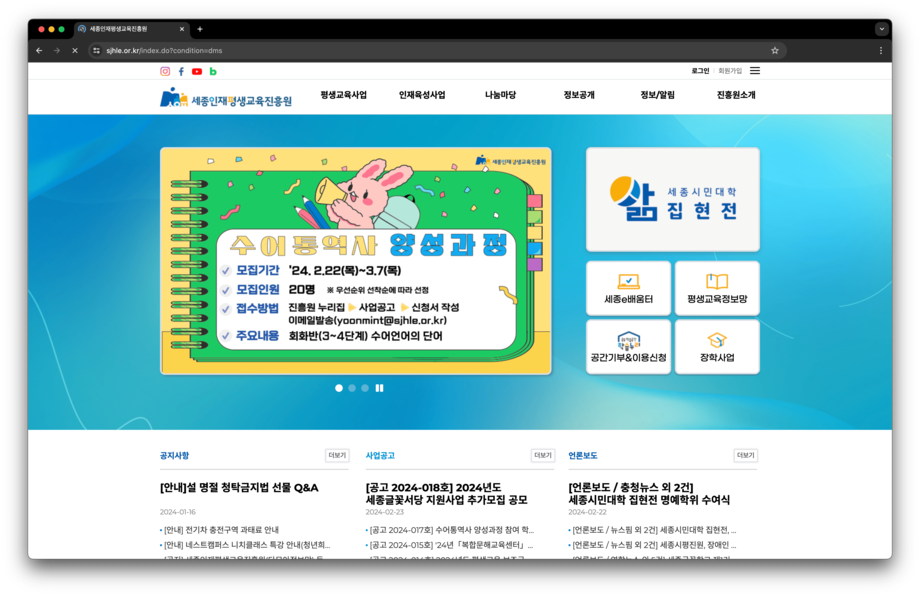 세종인재평생교육진흥원
sjhle.or.kr/index.do?condition=dms
로그인
회원가입
세종인재평생교육진흥원
평생교육사업
인재육성사업
나눔마당
정보공개
정보/알림
진흥원소개
세종인재평생교육진흥원
수어통역사 양성과정
모집기간 '24. 2.22(목)~3.7(목)
모집인원 20명 ※ 우선순위 선착순에 따라 선정
접수방법 진흥원 누리집 ▶ 사업공고 ▶ 신청서 작성
이메일발송(yoonmint@sjhle.or.kr)
주요내용 회화반(3~4단계) 수어언어의 단어
삶
세종시민대학
집현전
세종e배움터
평생교육정보망
공간기부&이용신청
장학사업
공지사항
더보기
[안내]설 명절 청탁금지법 선물 Q&A
2024-01-16
• [안내] 전기차 충전구역 과태료 안내
• [안내] 네스트캠퍼스 니치클래스 특강 안내(청년희...
사업공고
더보기
[공고 2024-018호] 2024년도
세종글꽃서당 지원사업 추가모집 공모
2024-02-23
• [공고 2024-017호] 수어통역사 양성과정 참여 학...
• [공고 2024-015호] '24년 「복합문해교육센터」...
언론보도
더보기
[언론보도 / 충청뉴스 외 2건]
세종시민대학 집현전 명예학위 수여식
2024-02-22
• [언론보도 / 뉴스핌 외 2건] 세종시민대학 집현전, ...
• [언론보도 / 뉴스핌 외 2건] 세종시평진원, 장애인 ...